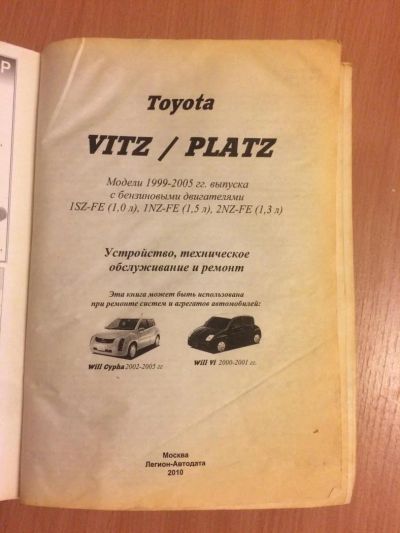 Р
Toyota
VITZ / PLATZ
Модели 1999-2005 гг. выпуска
с бензиновыми двигателями
1SZ-FE (1,0 л), 1NZ-FE (1,5 л), 2NZ-FE (1,3 л)
Устройство, техническое
обслуживание и ремонт
Эта книга может быть использована
при ремонте систем и агрегатов автомобилей:
Will Cypha 2002-2005 гг
Will Vi 2000-2001 гг.
Москва
Легион-Автодата
2010